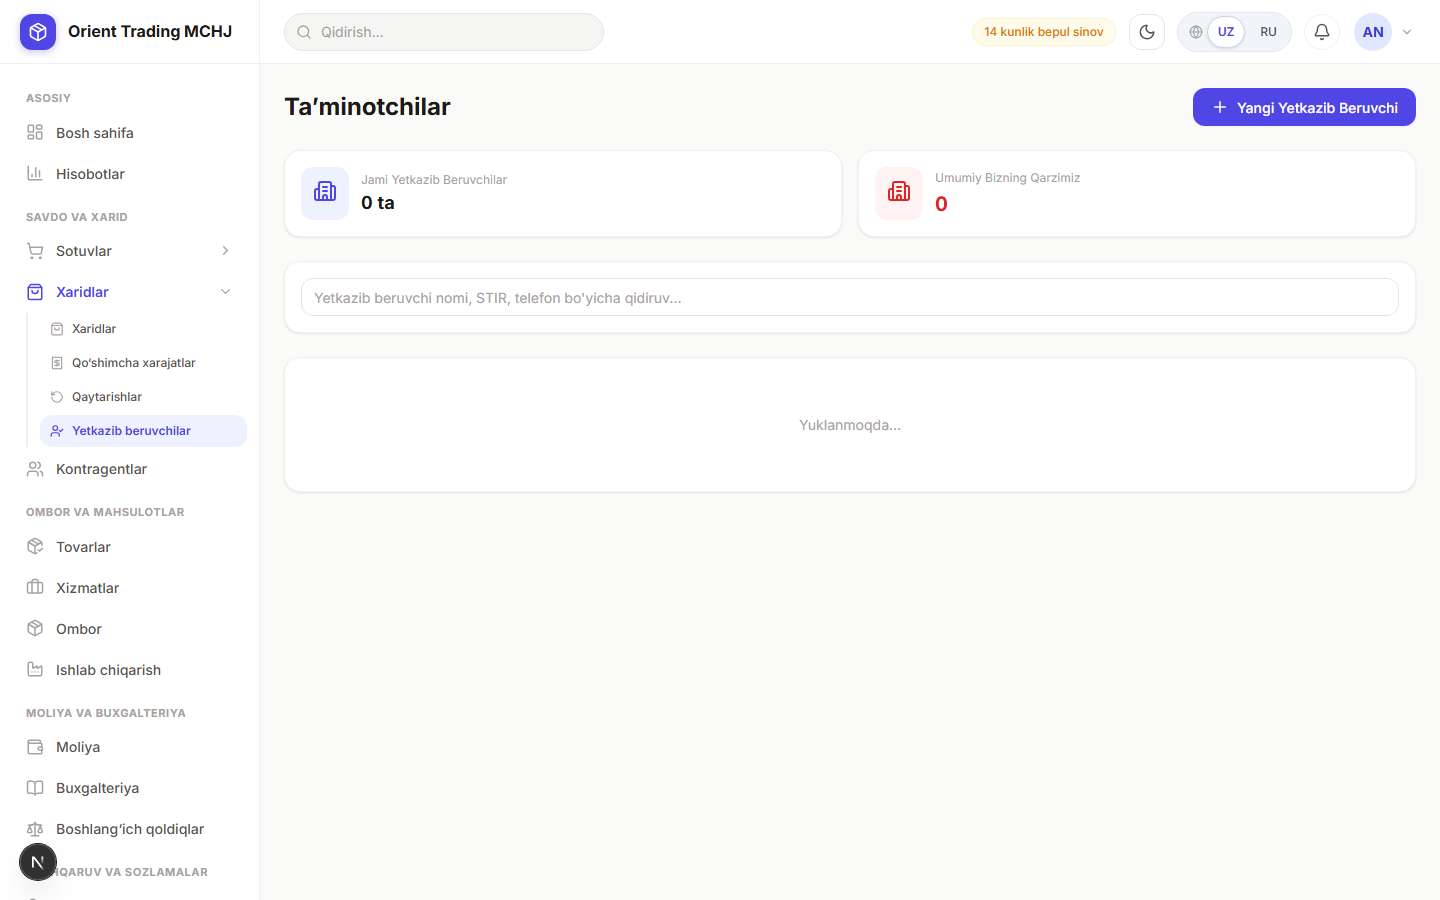 Orient Trading MCHJ
Qidirish...
14 kunlik bepul sinov
UZ
RU
AN
ASOSIY
Bosh sahifa
Hisobotlar
SAVDO VA XARID
Sotuvlar
Xaridlar
Xaridlar
Qo‘shimcha xarajatlar
Qaytarishlar
Yetkazib beruvchilar
Kontragentlar
OMBOR VA MAHSULOTLAR
Tovarlar
Xizmatlar
Ombor
Ishlab chiqarish
MOLIYA VA BUXGALTERIYA
Moliya
Buxgalteriya
Boshlang‘ich qoldiqlar
N
QARUV VA SOZLAMALAR
Ta’minotchilar
Yangi Yetkazib Beruvchi
Jami Yetkazib Beruvchilar
0 ta
Umumiy Bizning Qarzimiz
0
Yetkazib beruvchi nomi, STIR, telefon bo'yicha qidiruv...
Yuklanmoqda...